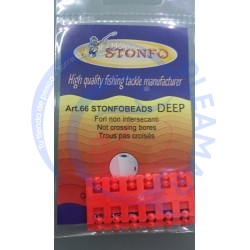 STONFO
High quality fishing tackle manufacturer
Art.66 STONFOBEADS DEEP
Fori non intersecanti
Not crossing bores
Trous pas croisés